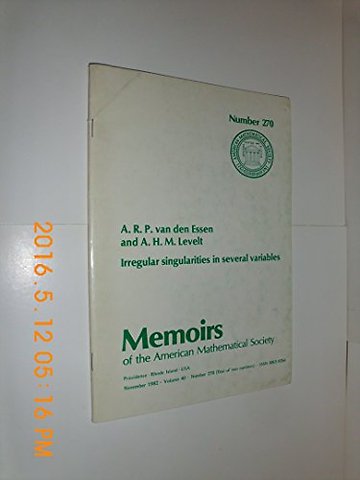 Number 270
A. R. P. van den Essen
and A. H. M. Levelt
Irregular singularities in several variables
Memoirs
of the American Mathematical Society
Providence · Rhode Island · USA
November 1982 · Volume 40 · Number 270 (first of two numbers) · ISSN 0065-9266
2016. 5. 12 05:16 PM